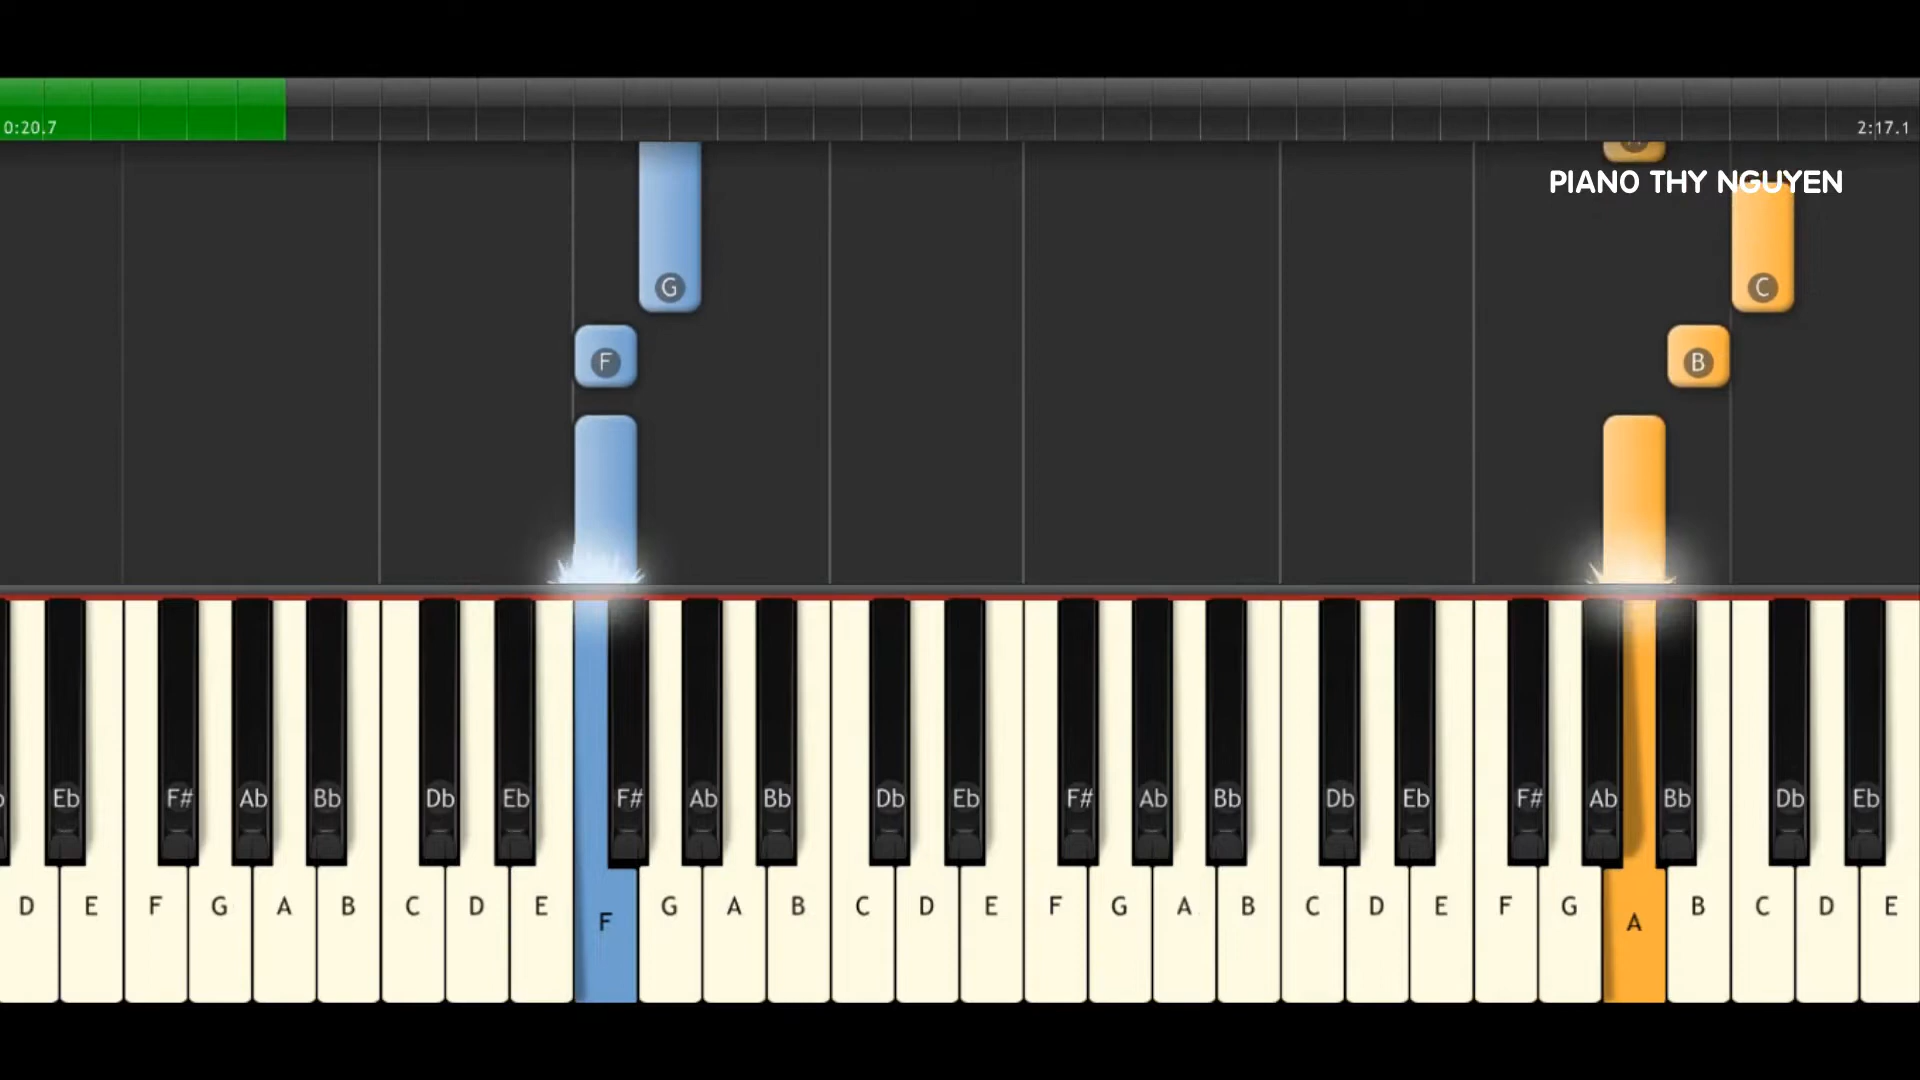 0:20.7
2:17.1
A
PIANO THY NGUYEN
G
C
F
B
Eb F# Ab Bb Db Eb F# Ab Bb Db Eb F# Ab Bb Db Eb F# Ab Bb Db Eb
D E F G A B C D E F G A B C D E F G A B C D E F G A B C D E